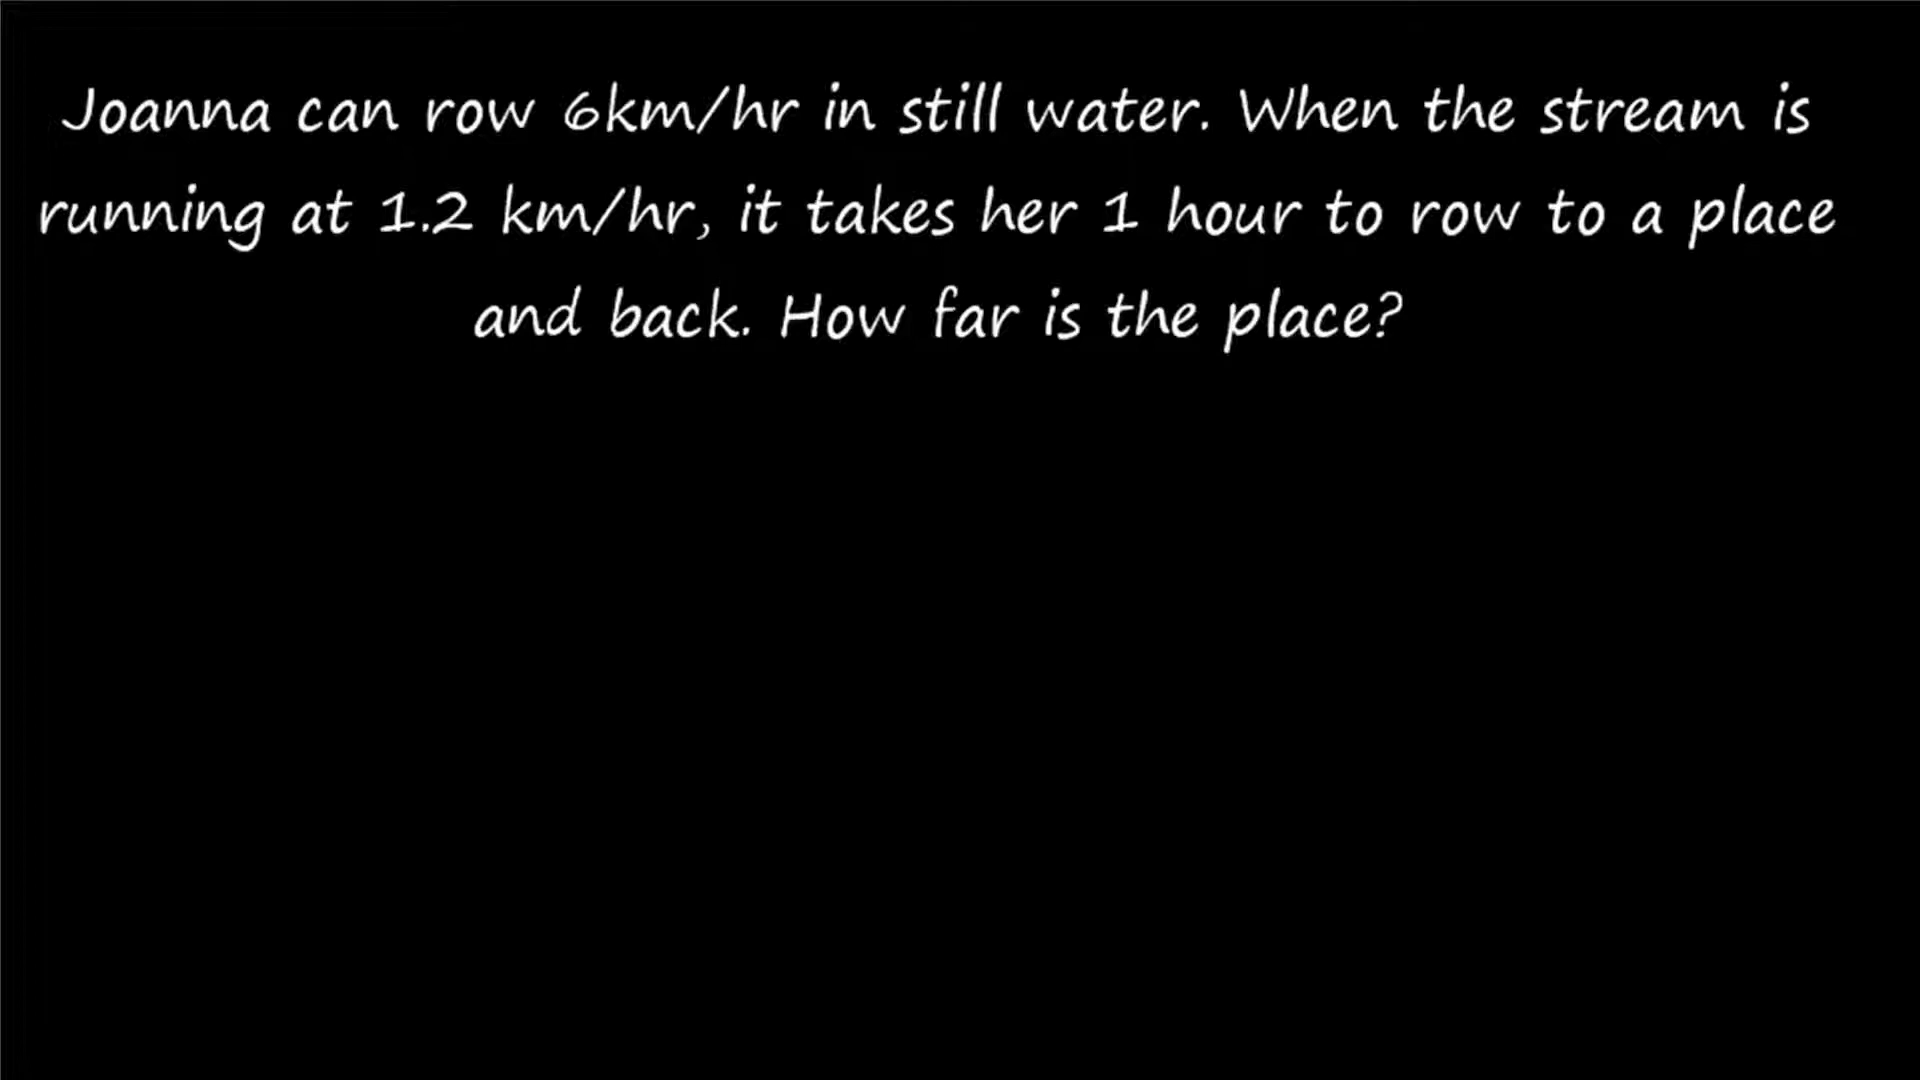 Joanna can row 6km/hr in still water. When the stream is
running at 1.2 km/hr, it takes her 1 hour to row to a place
and back. How far is the place?